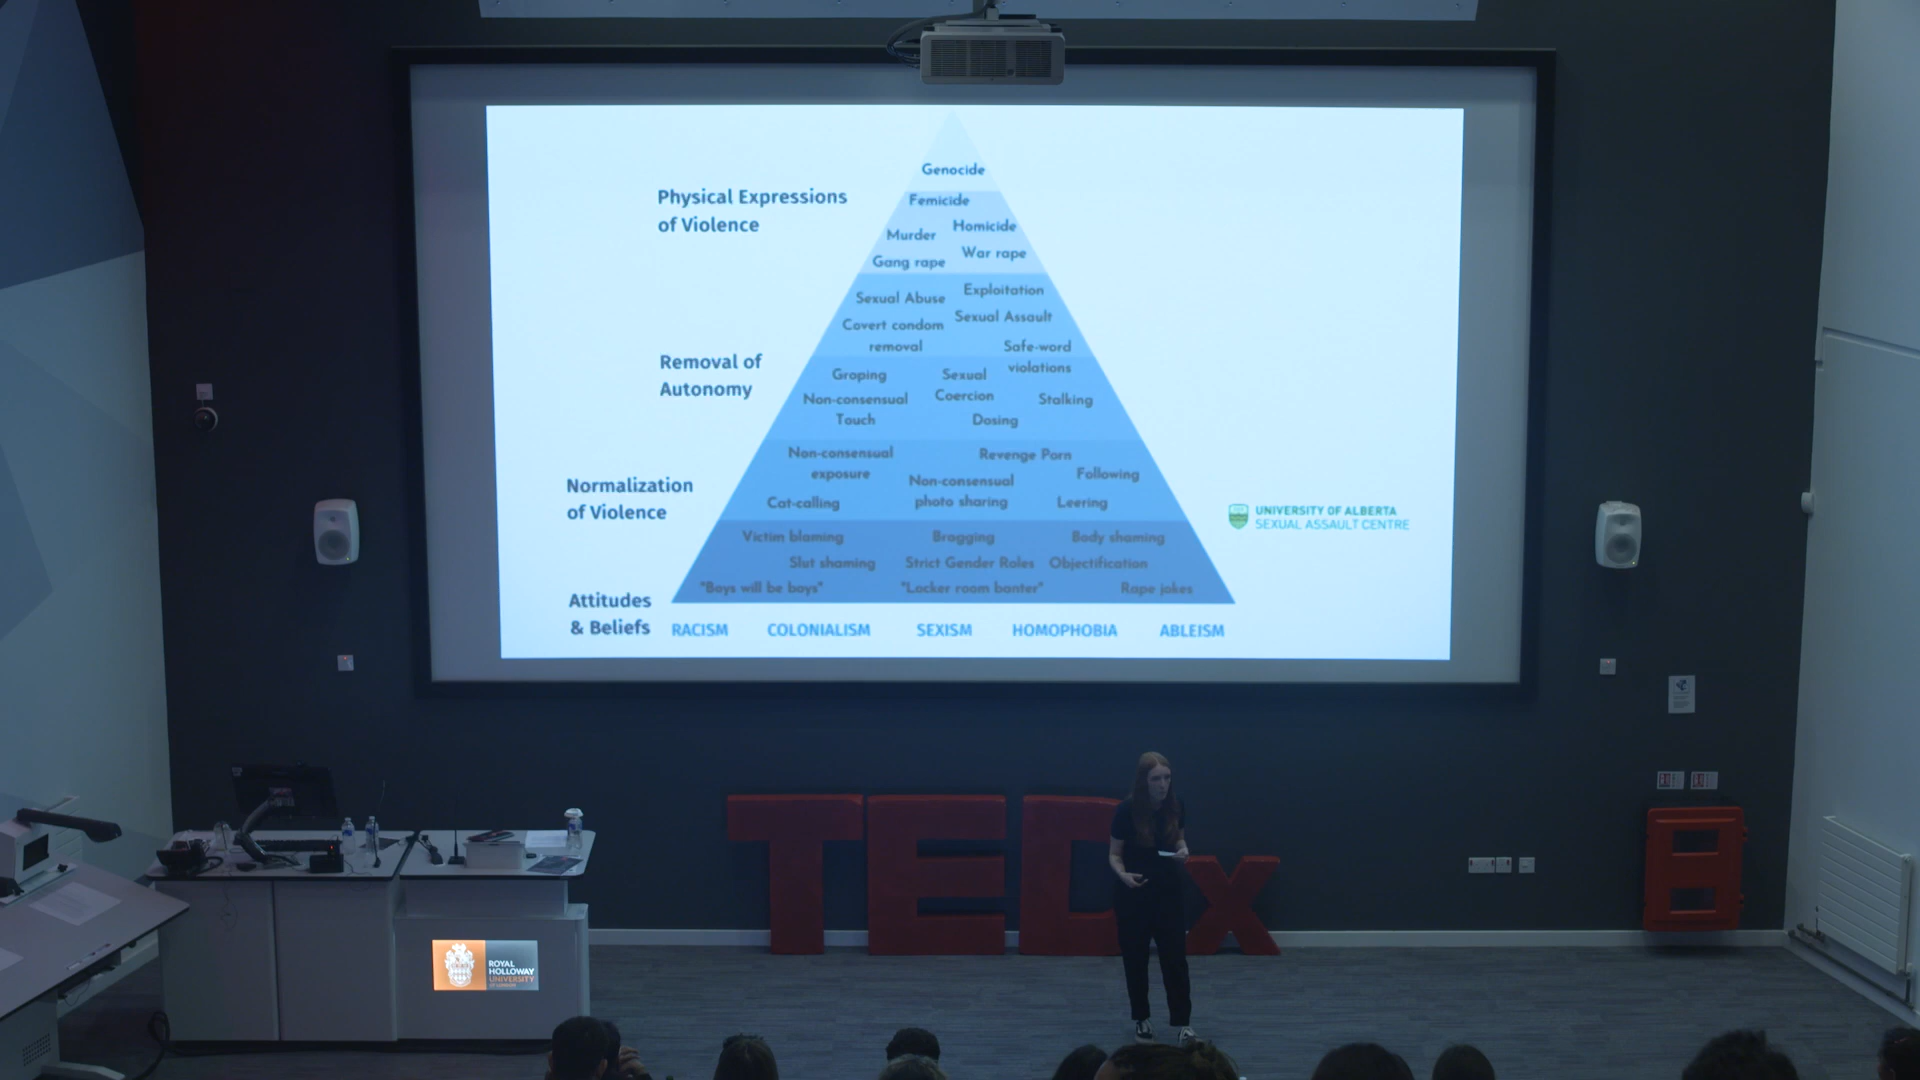 Genocide
Physical Expressions
of Violence
Femicide
Homicide
Murder
War rape
Gang rape
Exploitation
Sexual Abuse
Sexual Assault
Covert condom
removal
Safe-word
violations
Removal of
Autonomy
Groping
Sexual
Coercion
Non-consensual
Touch
Stalking
Dosing
Non-consensual
exposure
Revenge Porn
Following
Non-consensual
photo sharing
Cat-calling
Leering
Normalization
of Violence
UNIVERSITY OF ALBERTA
SEXUAL ASSAULT CENTRE
Victim blaming
Bragging
Body shaming
Slut shaming
Strict Gender Roles
Objectification
"Boys will be boys"
"Locker room banter"
Rape jokes
Attitudes
& Beliefs
RACISM
COLONIALISM
SEXISM
HOMOPHOBIA
ABLEISM
TEDx
ROYAL
HOLLOWAY
UNIVERSITY
OF LONDON